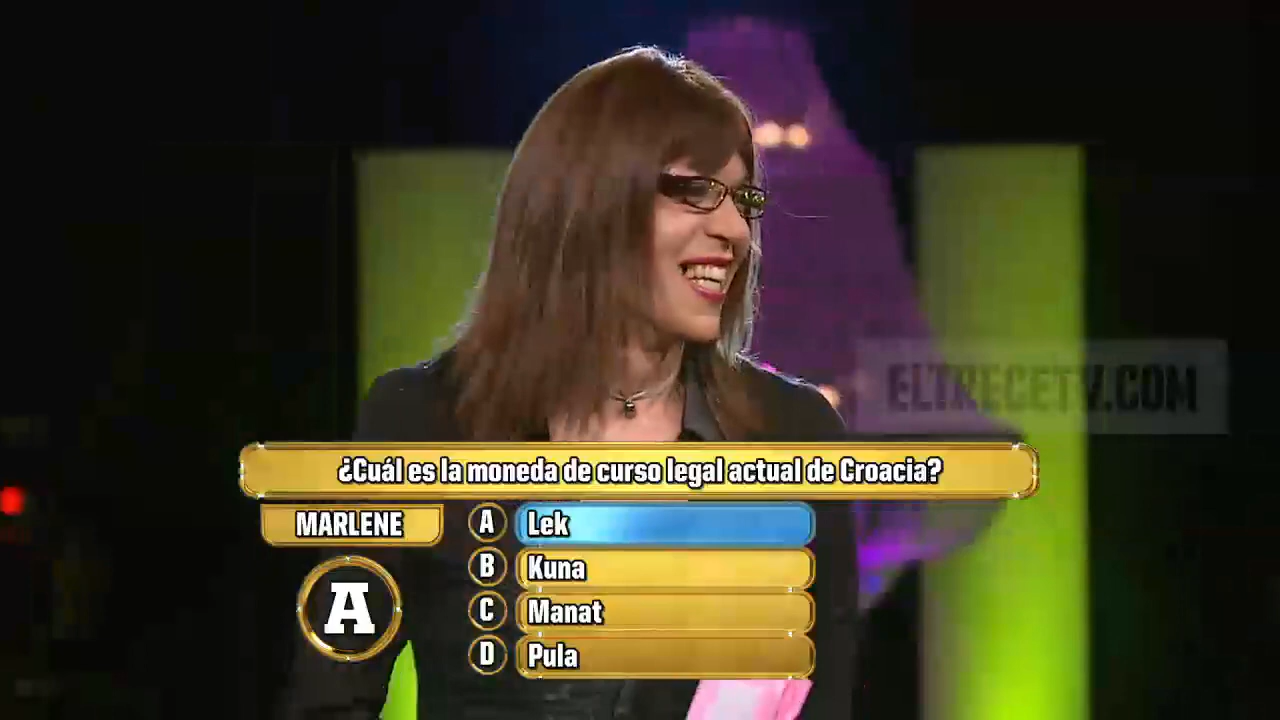 ELTRECETV.COM
¿Cuál es la moneda de curso legal actual de Croacia?
MARLENE
A
A Lek
B Kuna
C Manat
D Pula